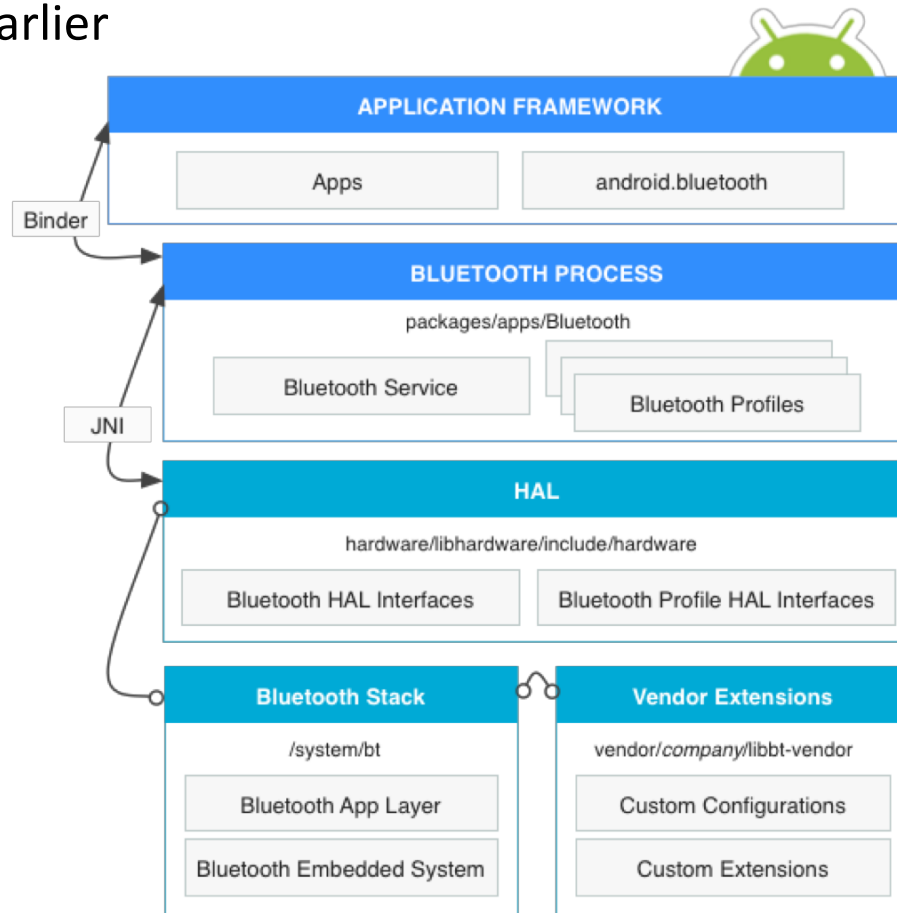 arlier
APPLICATION FRAMEWORK
Apps
android.bluetooth
Binder
BLUETOOTH PROCESS
packages/apps/Bluetooth
Bluetooth Service
Bluetooth Profiles
JNI
HAL
hardware/libhardware/include/hardware
Bluetooth HAL Interfaces
Bluetooth Profile HAL Interfaces
Bluetooth Stack
Vendor Extensions
/system/bt
vendor/company/libbt-vendor
Bluetooth App Layer
Custom Configurations
Bluetooth Embedded System
Custom Extensions